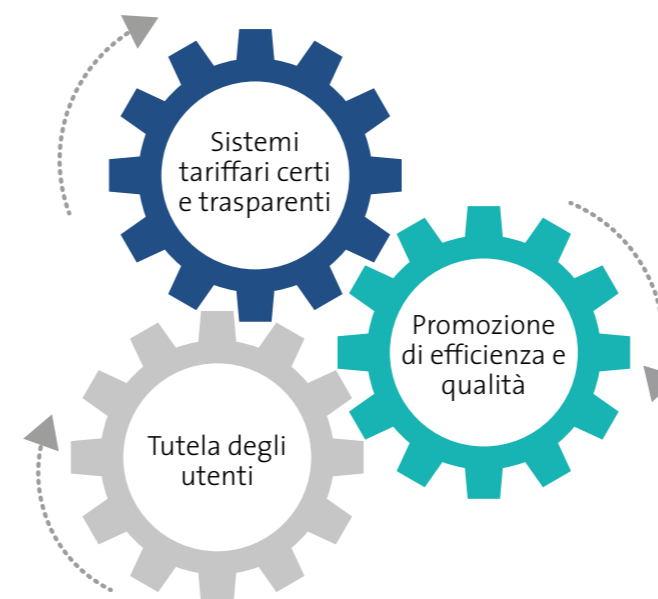 Sistemi
tariffari certi
e trasparenti
Promozione
di efficienza e
qualità
Tutela degli
utenti